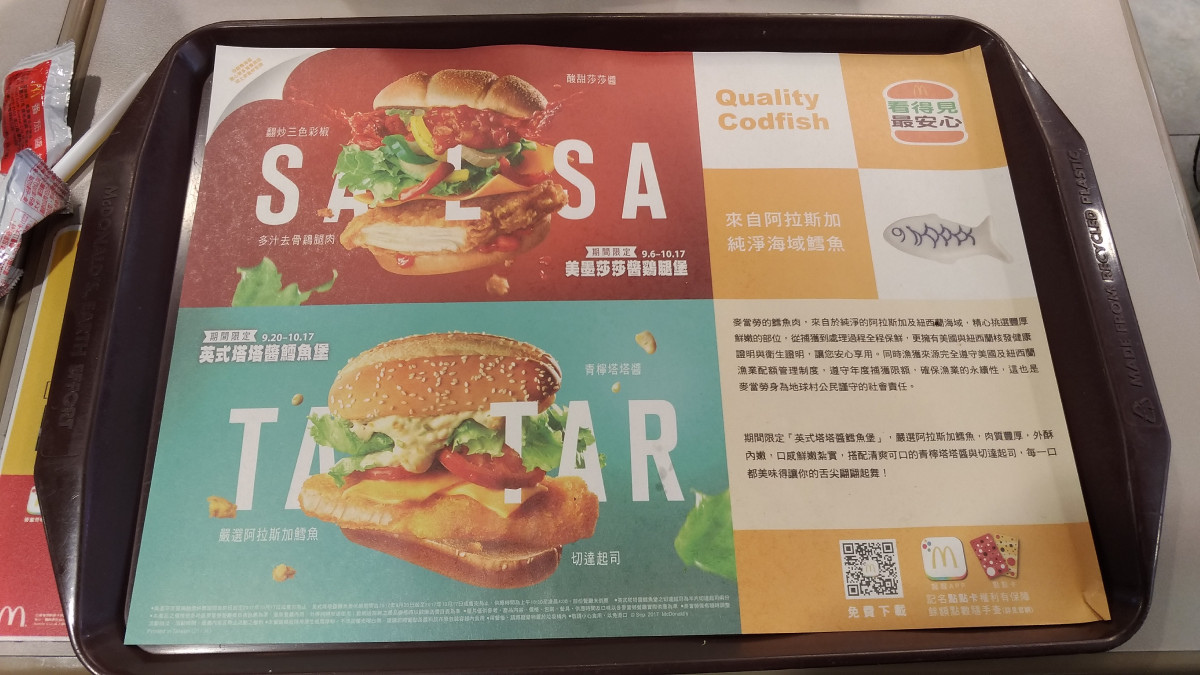 酸甜莎莎醬
翻炒三色彩椒
SALSA
多汁去骨鷄腿肉
期間限定 9.6–10.17
美墨莎莎醬鷄腿堡
期間限定 9.20–10.17
英式塔塔醬鱈魚堡
青檸塔塔醬
TARTAR
嚴選阿拉斯加鱈魚
切達起司
Quality
Codfish
看得見
最安心
來自阿拉斯加
純淨海域鱈魚
麥當勞的鱈魚肉，來自於純淨的阿拉斯加及紐西蘭海域，精心挑選豐厚
鮮嫩的部位，從捕獲到處理過程全程保鮮，更擁有美國與紐西蘭核發健康
證明與衛生證明，讓您安心享用。同時漁獲來源完全遵守美國及紐西蘭
漁業配額管理制度，遵守年度捕獲限額，確保漁業的永續性，這也是
麥當勞身為地球村公民謹守的社會責任。
期間限定「英式塔塔醬鱈魚堡」，嚴選阿拉斯加鱈魚，肉質豐厚，外酥
內嫩，口感鮮嫩紮實，搭配清爽可口的青檸塔塔醬與切達起司，每一口
都美味得讓你的舌尖翩翩起舞！
免費下載
記名點點卡權利有保障
MADE FROM RECYCLED PLASTIC